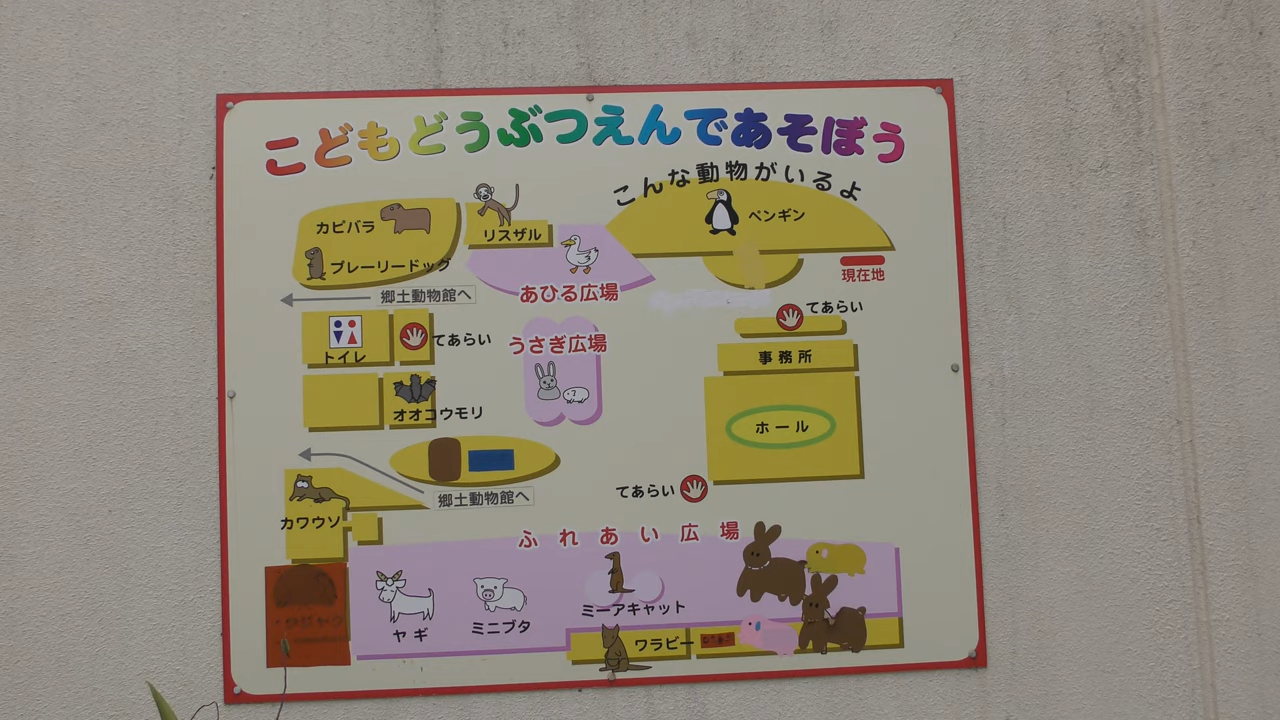 こどもどうぶつえんであそぼう
こんな動物がいるよ
カピバラ
リスザル
ペンギン
プレーリードッグ
あひる広場
現在地
郷土動物館へ
てあらい
トイレ
てあらい
うさぎ広場
事務所
オオコウモリ
ホール
郷土動物館へ
てあらい
カワウソ
ふれあい広場
ヤギ
ミニブタ
ミーアキャット
ワラビー